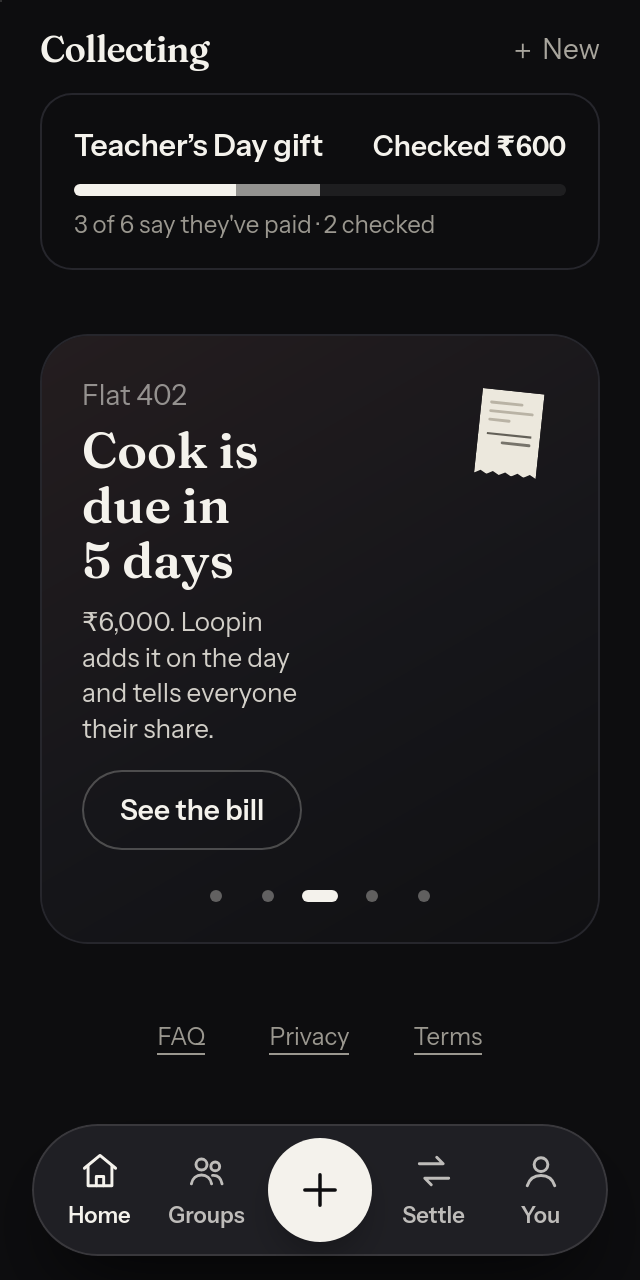 Collecting
+ New
Teacher’s Day gift
Checked ₹600
3 of 6 say they've paid · 2 checked
Flat 402
Cook is
due in
5 days
₹6,000. Loopin
adds it on the day
and tells everyone
their share.
See the bill
FAQ
Privacy
Terms
Home
Groups
Settle
You